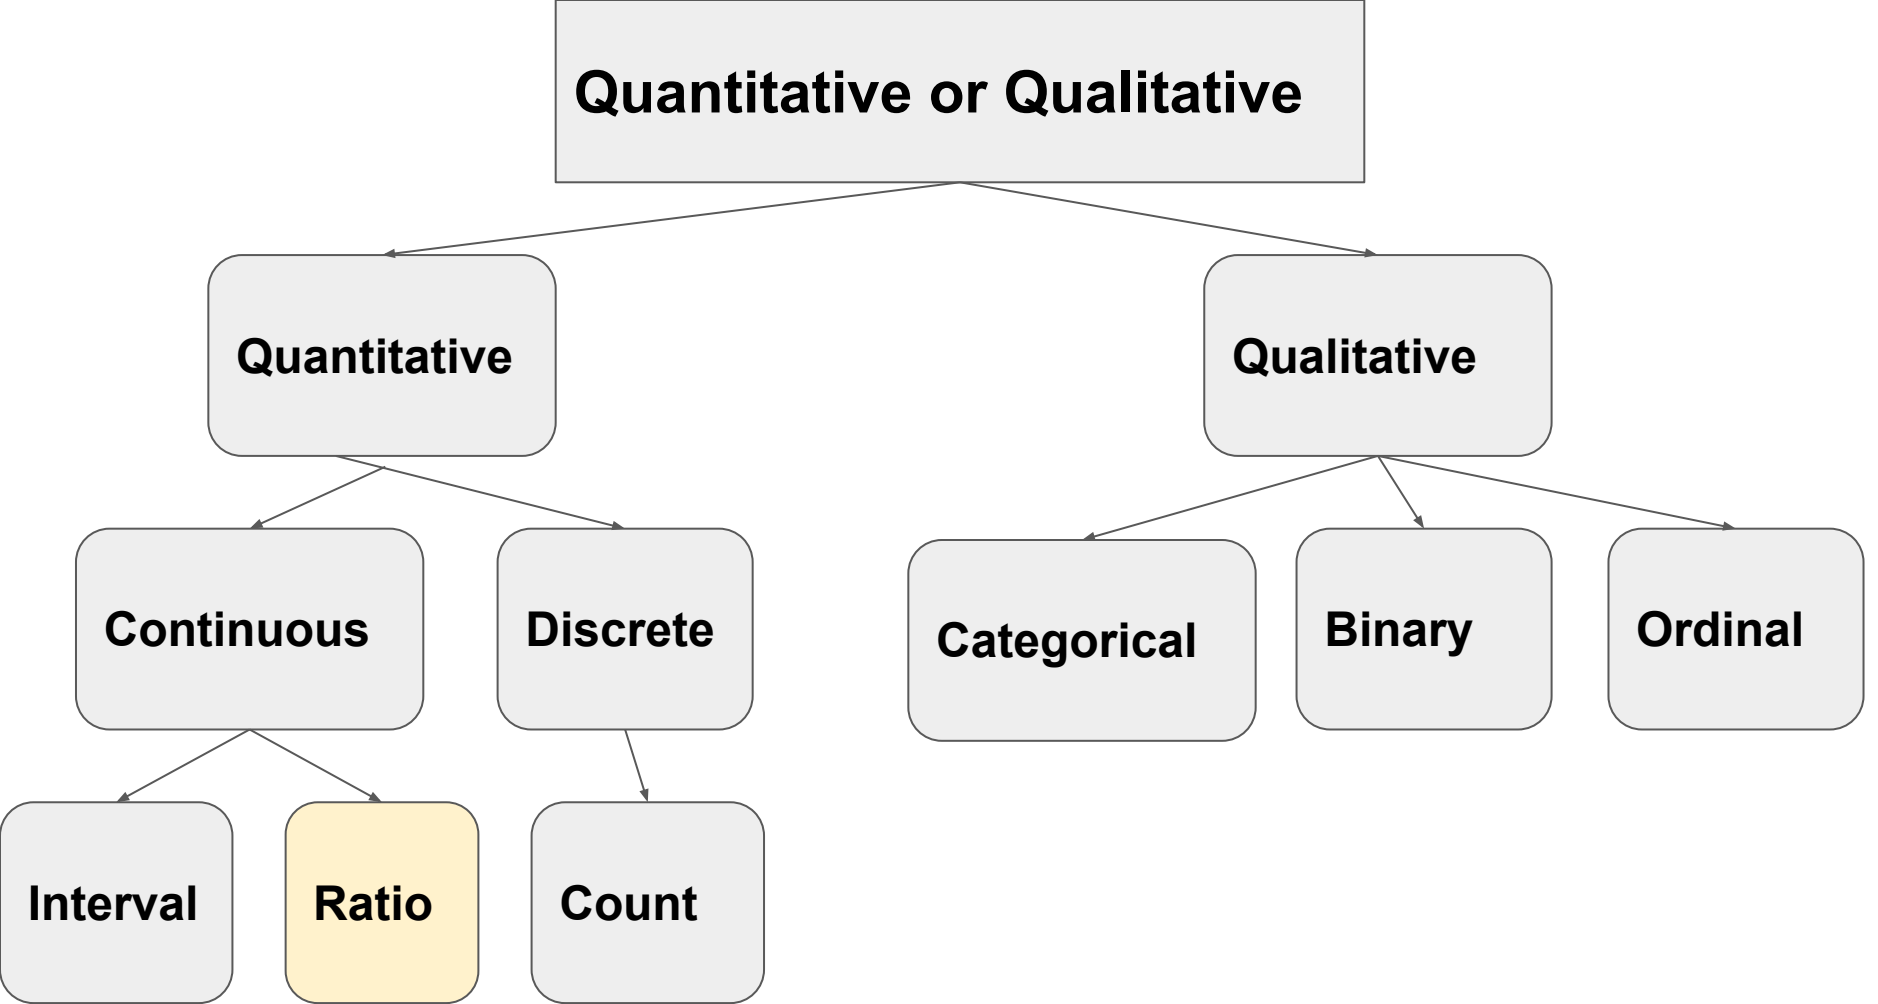 Quantitative or Qualitative
Quantitative
Qualitative
Continuous
Discrete
Categorical
Binary
Ordinal
Interval
Ratio
Count